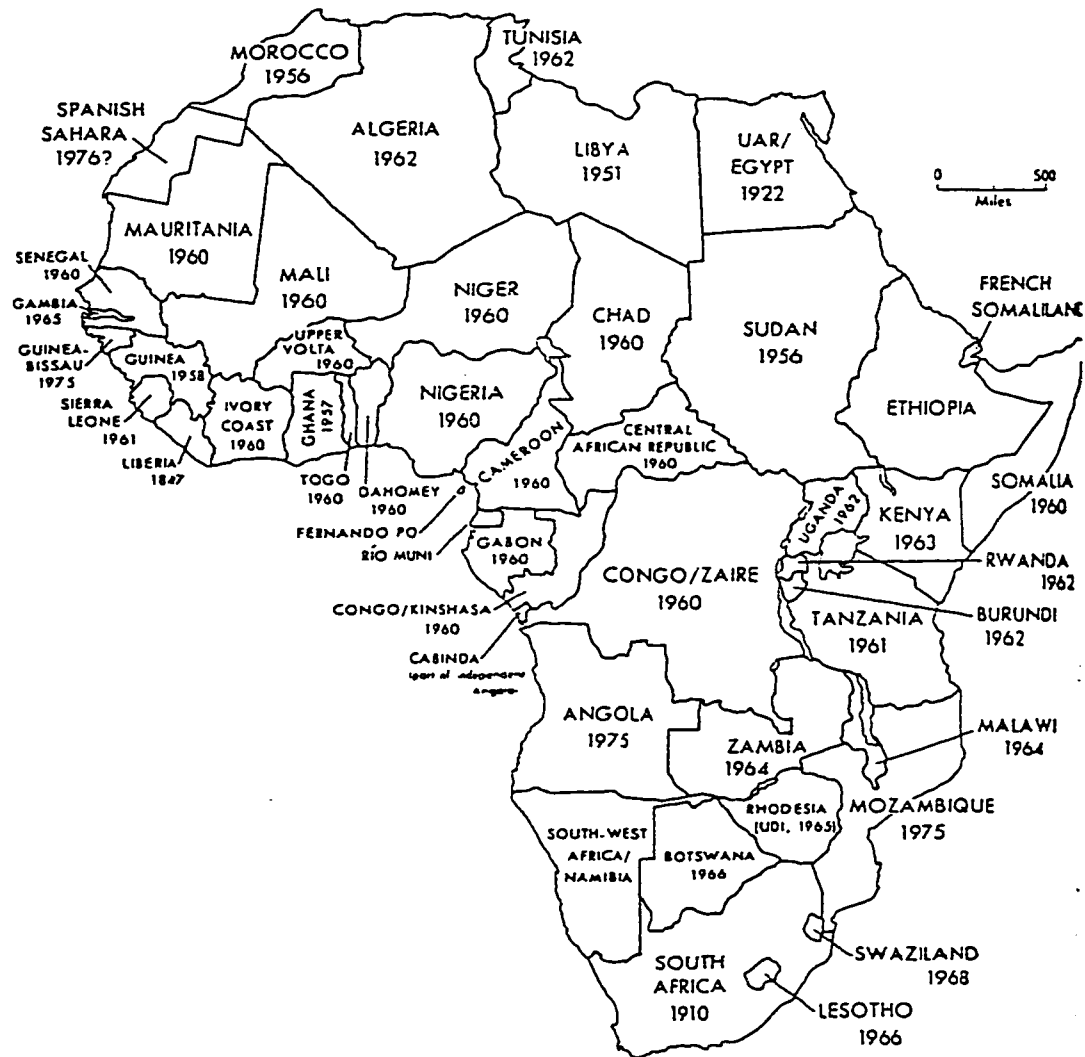 MOROCCO
1956
TUNISIA
1962
SPANISH
SAHARA
1976?
ALGERIA
1962
LIBYA
1951
UAR/
EGYPT
1922
0 500
Miles
MAURITANIA
1960
SENEGAL
1960
MALI
1960
NIGER
1960
CHAD
1960
SUDAN
1956
FRENCH
SOMALILAND
GAMBIA
1965
GUINEA-
BISSAU
1975
GUINEA
1958
UPPER
VOLTA
1960
NIGERIA
1960
ETHIOPIA
SIERRA
LEONE
1961
IVORY
COAST
1960
GHANA
1957
LIBERIA
1847
TOGO
1960
DAHOMEY
1960
CAMEROON
1960
CENTRAL
AFRICAN REPUBLIC
1960
SOMALIA
1960
FERNANDO PO
RÍO MUNI
GABON
1960
UGANDA
1962
KENYA
1963
RWANDA
1962
CONGO/ZAIRE
1960
CONGO/KINSHASA
1960
BURUNDI
1962
TANZANIA
1961
CABINDA
(part of independent
Angola)
ANGOLA
1975
ZAMBIA
1964
MALAWI
1964
RHODESIA
(UDI, 1965)
MOZAMBIQUE
1975
SOUTH-WEST
AFRICA/
NAMIBIA
BOTSWANA
1966
SWAZILAND
1968
SOUTH
AFRICA
1910
LESOTHO
1966